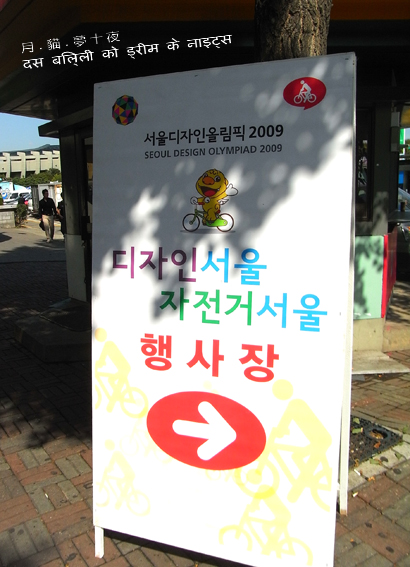 月.貓.夢十夜
दस बिल्ली को ड्रीम के नाइट्स
서울디자인올림픽 2009
SEOUL DESIGN OLYMPIAD 2009
디자인서울
자전거서울
행사장